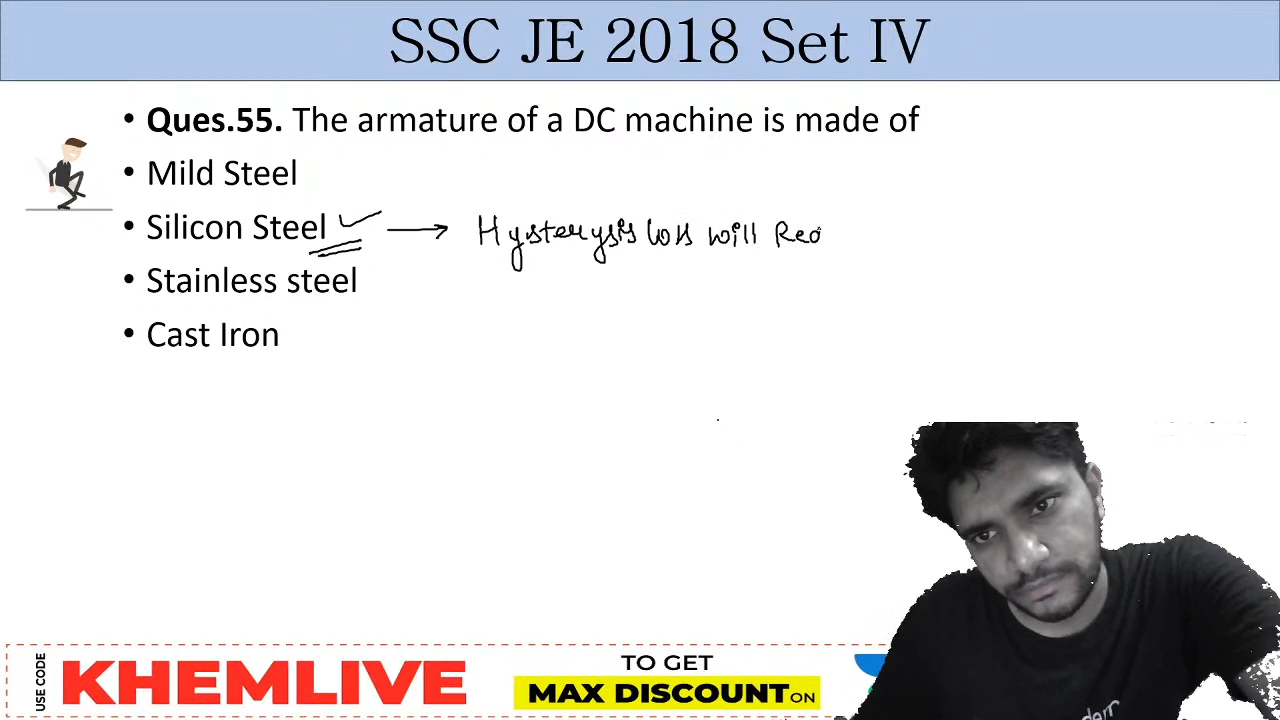 SSC JE 2018 Set IV
• Ques.55. The armature of a DC machine is made of
• Mild Steel
• Silicon Steel ✓ → Hysterysis loss will Red
• Stainless steel
• Cast Iron
USE CODE
KHEMLIVE
TO GET
MAX DISCOUNT ON